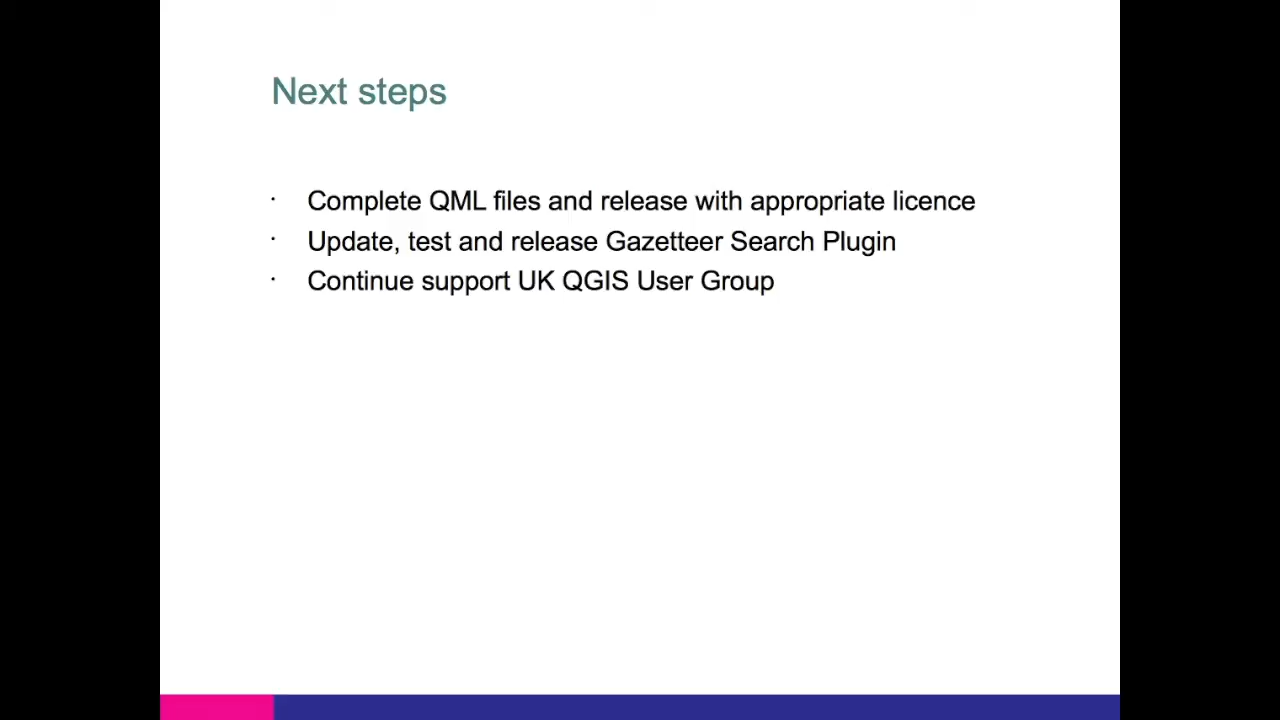 Next steps
· Complete QML files and release with appropriate licence
· Update, test and release Gazetteer Search Plugin
· Continue support UK QGIS User Group